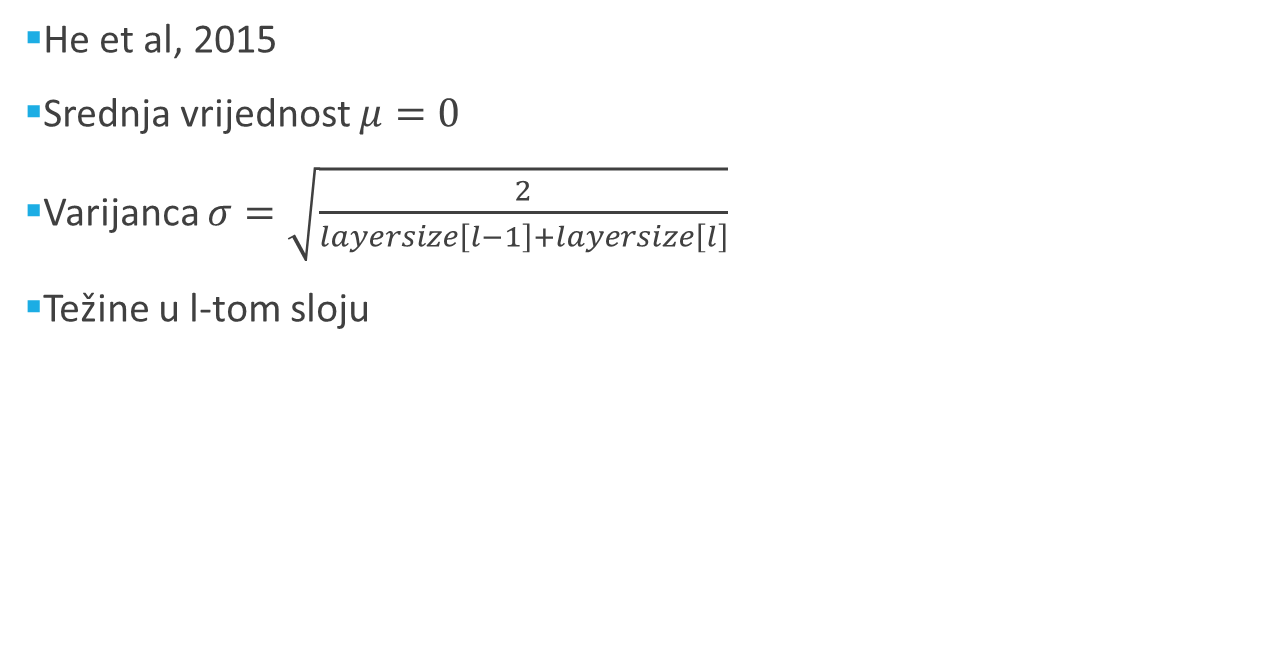 ▪He et al, 2015
▪Srednja vrijednost μ = 0
▪Varijanca σ = √(2/(layersize[l−1]+layersize[l]))
▪Težine u l-tom sloju